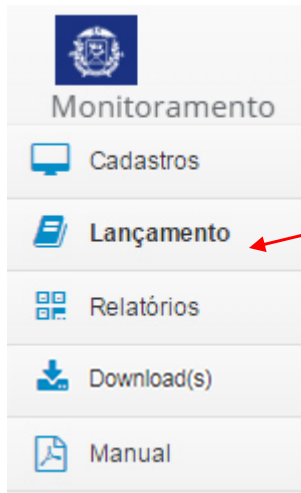 Monitoramento
Cadastros
Lançamento
Relatórios
Download(s)
Manual